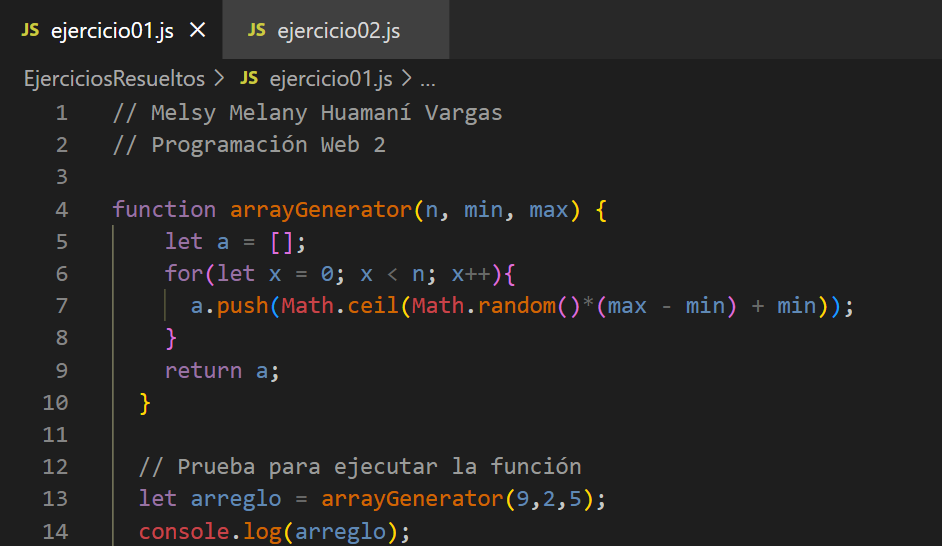 JS ejercicio01.js × JS ejercicio02.js
EjerciciosResueltos > JS ejercicio01.js > ...
1 // Melsy Melany Huamaní Vargas
2 // Programación Web 2
3
4 function arrayGenerator(n, min, max) {
5 let a = [];
6 for(let x = 0; x < n; x++){
7 a.push(Math.ceil(Math.random()*(max - min) + min));
8 }
9 return a;
10 }
11
12 // Prueba para ejecutar la función
13 let arreglo = arrayGenerator(9,2,5);
14 console.log(arreglo);